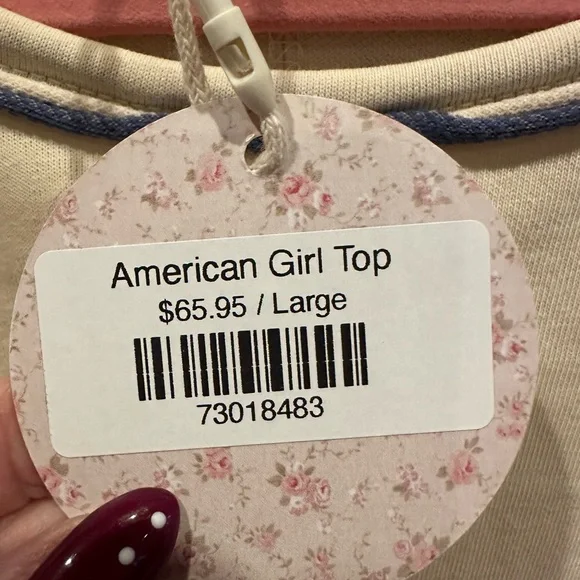 American Girl Top
$65.95 / Large
73018483